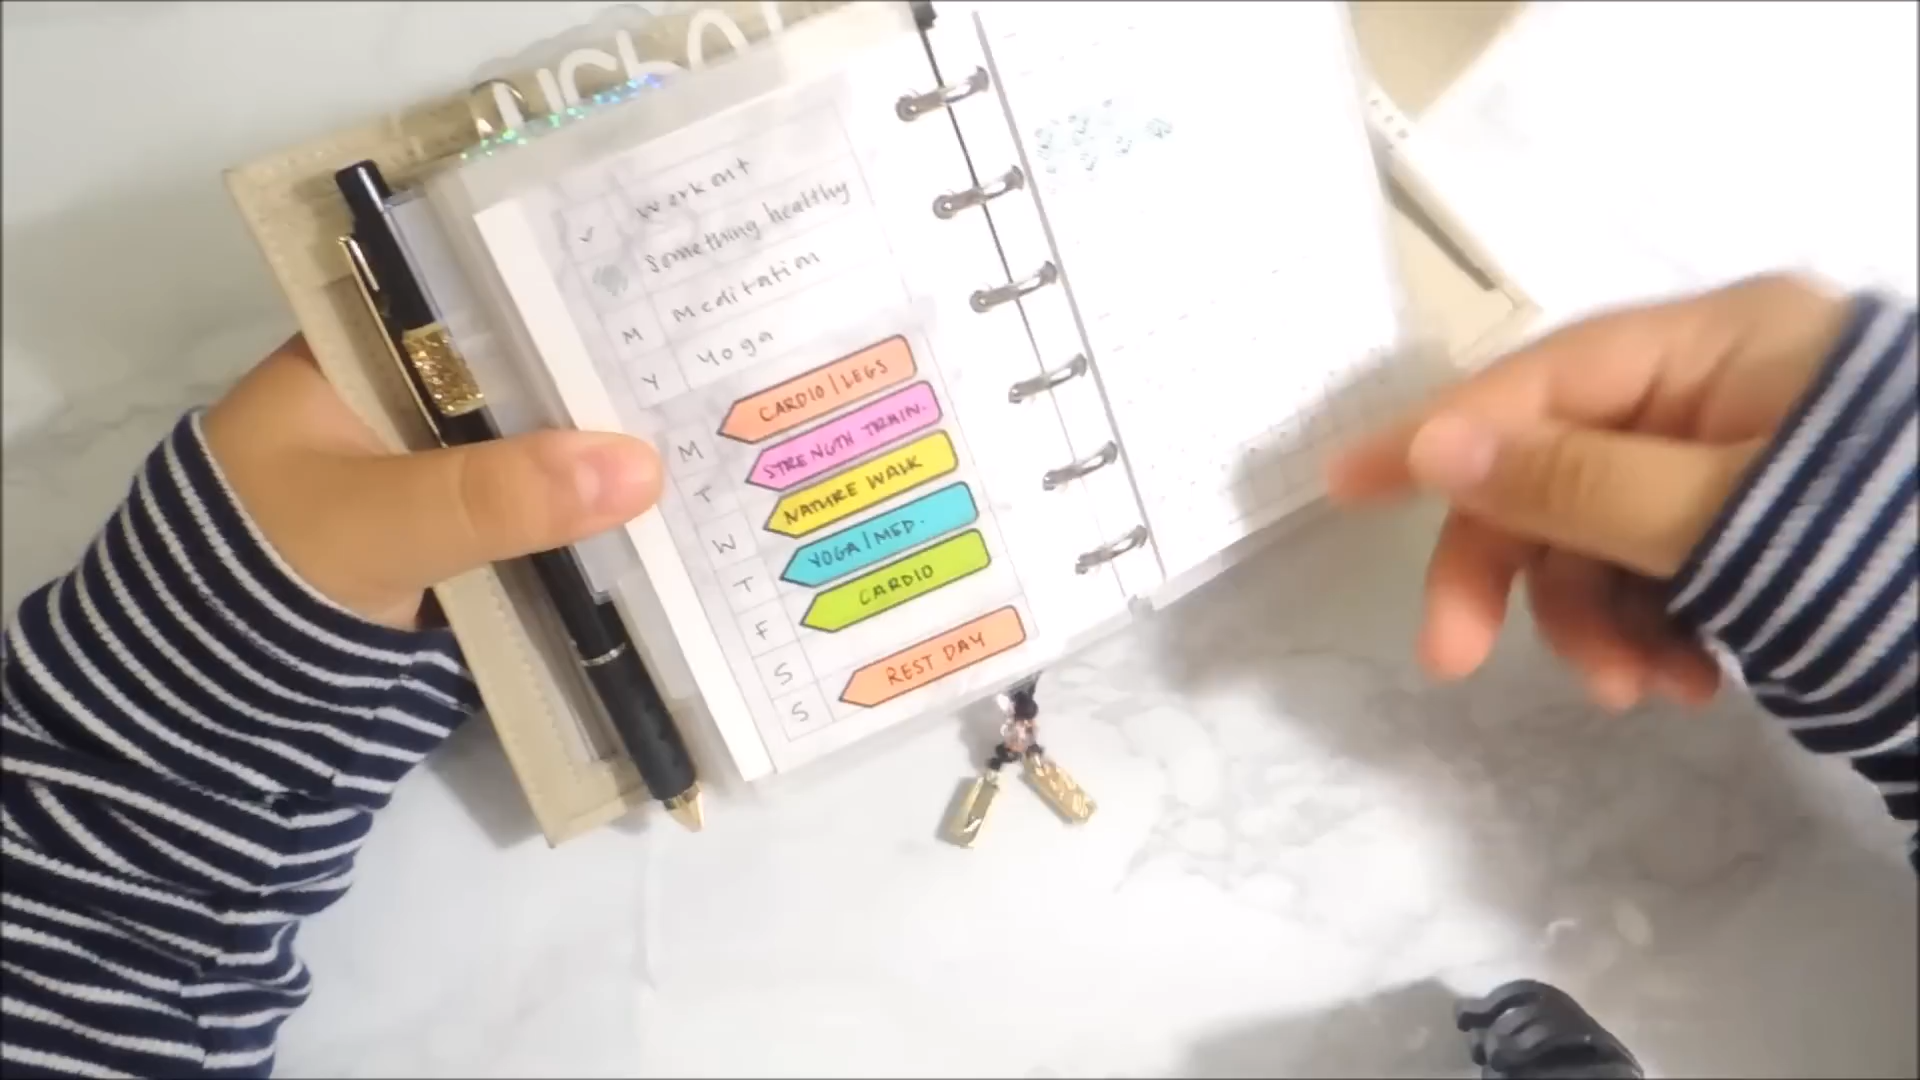 ✓ Workout
Something healthy
M Meditation
Y Yoga
M CARDIO | LEGS
T STRENGTH TRAIN.
W NATURE WALK
T YOGA | MED.
F CARDIO
S
S REST DAY